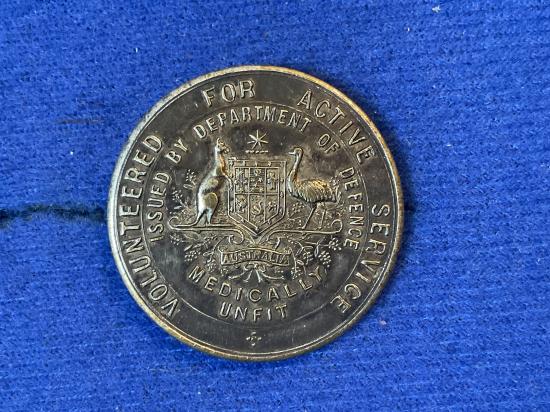 VOLUNTEERED FOR ACTIVE SERVICE
ISSUED BY DEPARTMENT OF DEFENCE
AUSTRALIA
MEDICALLY
UNFIT